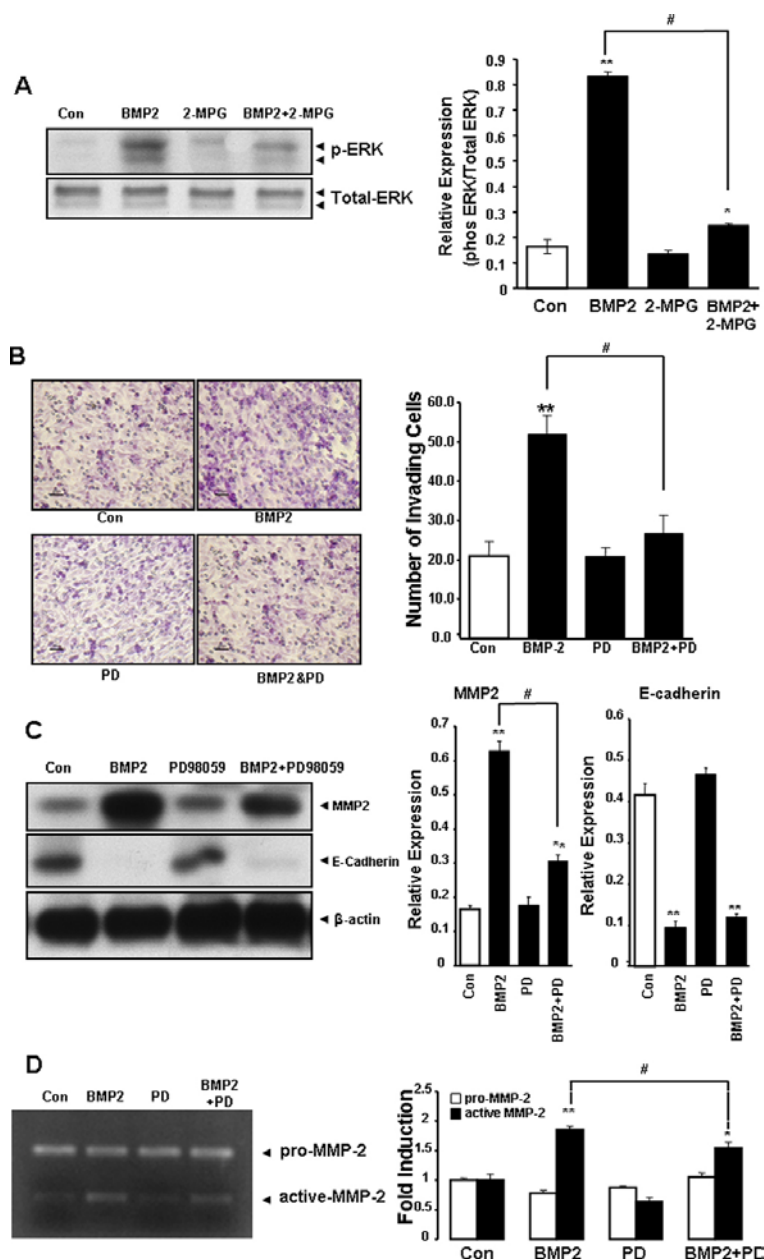 A
Con BMP2 2-MPG BMP2+2-MPG
p-ERK
Total-ERK
Relative Expression
(phos ERK/Total ERK)
0.9
0.8
0.7
0.6
0.5
0.4
0.3
0.2
0.1
0
**
#
*
Con BMP2 2-MPG BMP2+
2-MPG
B
Con
BMP2
PD
BMP2&PD
Number of Invading Cells
60.0
50.0
40.0
30.0
20.0
10.0
0.0
**
#
Con BMP-2 PD BMP2+PD
C
Con BMP2 PD98059 BMP2+PD98059
MMP2
E-Cadherin
β-actin
MMP2
Relative Expression
0.7
0.6
0.5
0.4
0.3
0.2
0.1
0
**
#
**
Con BMP2 PD BMP2+PD
E-cadherin
Relative Expression
0.6
0.5
0.4
0.3
0.2
0.1
0
**
**
Con BMP2 PD BMP2+PD
D
Con BMP2 PD BMP2
+PD
pro-MMP-2
active-MMP-2
Fold Induction
2.5
2
1.5
1
0.5
0
pro-MMP-2
active MMP-2
**
#
*
Con BMP2 PD BMP2+PD